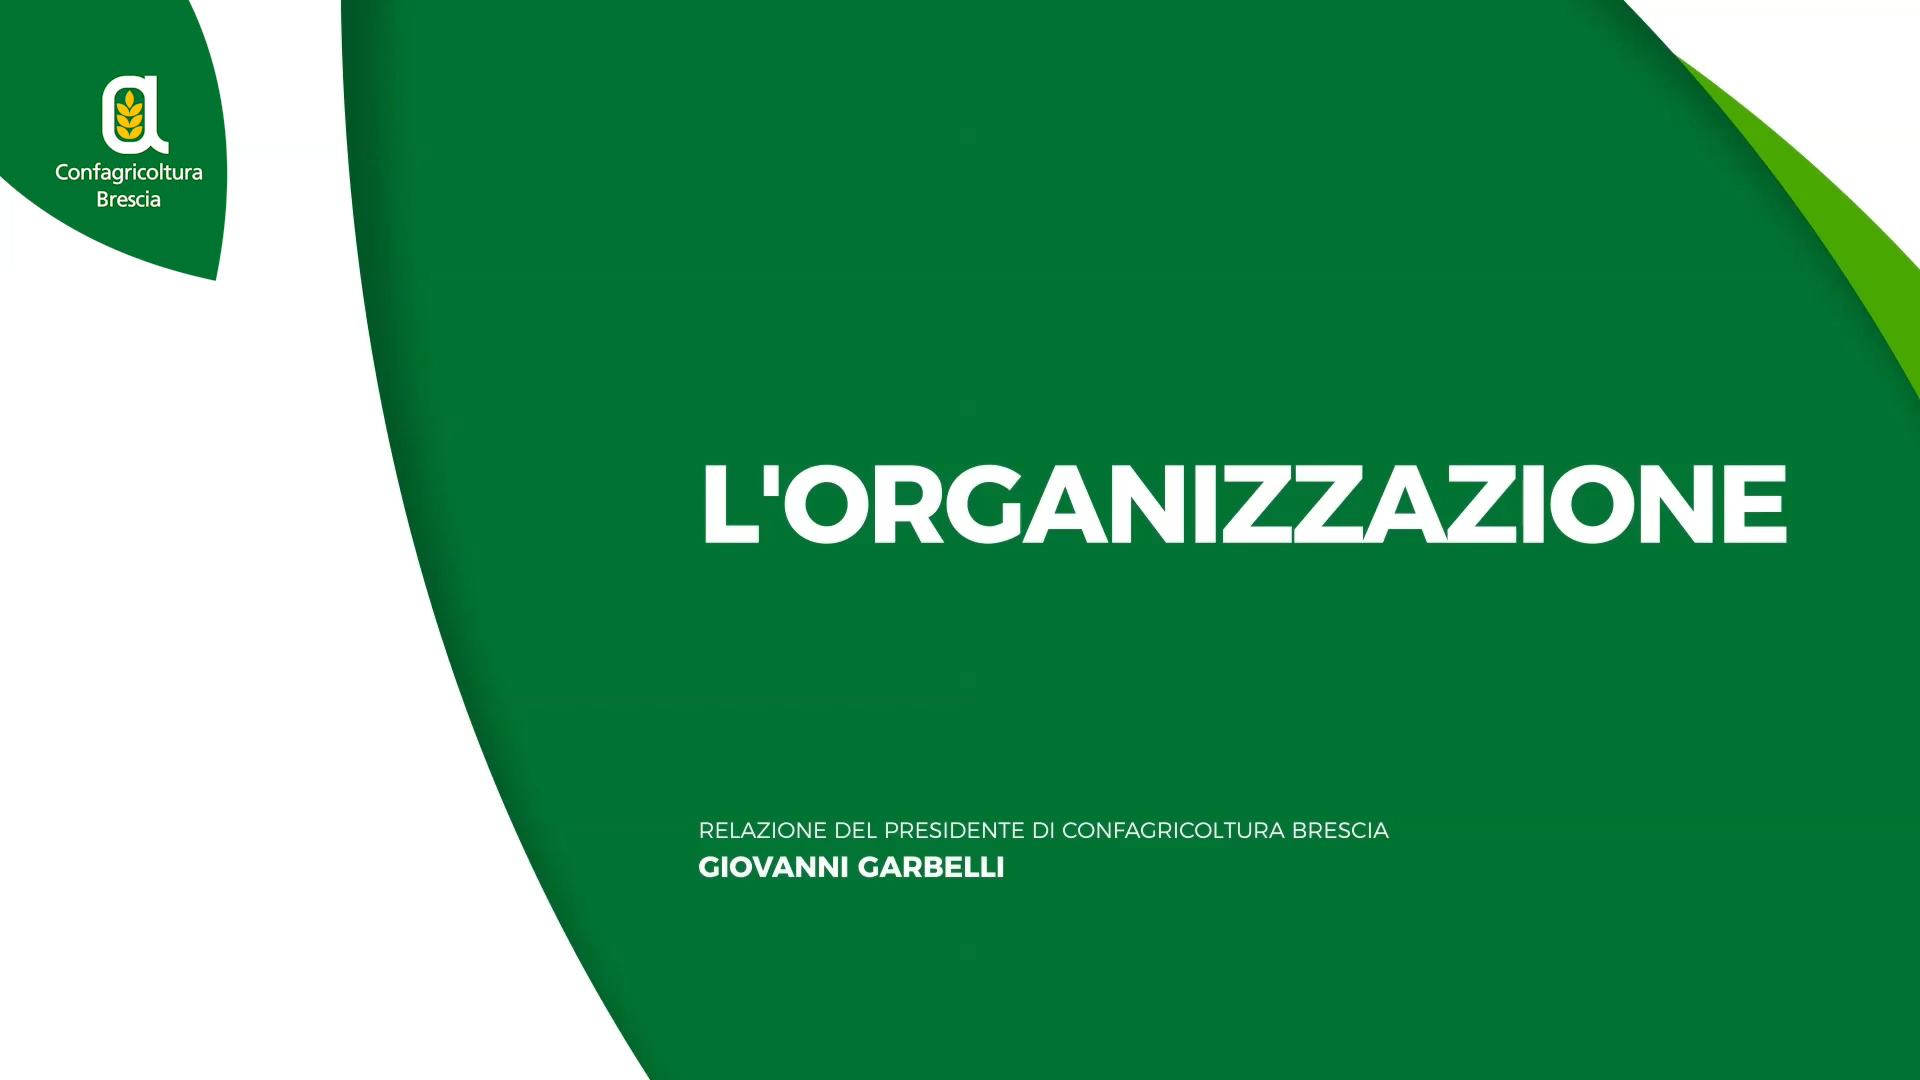 Confagricoltura
Brescia
L'ORGANIZZAZIONE
RELAZIONE DEL PRESIDENTE DI CONFAGRICOLTURA BRESCIA
GIOVANNI GARBELLI